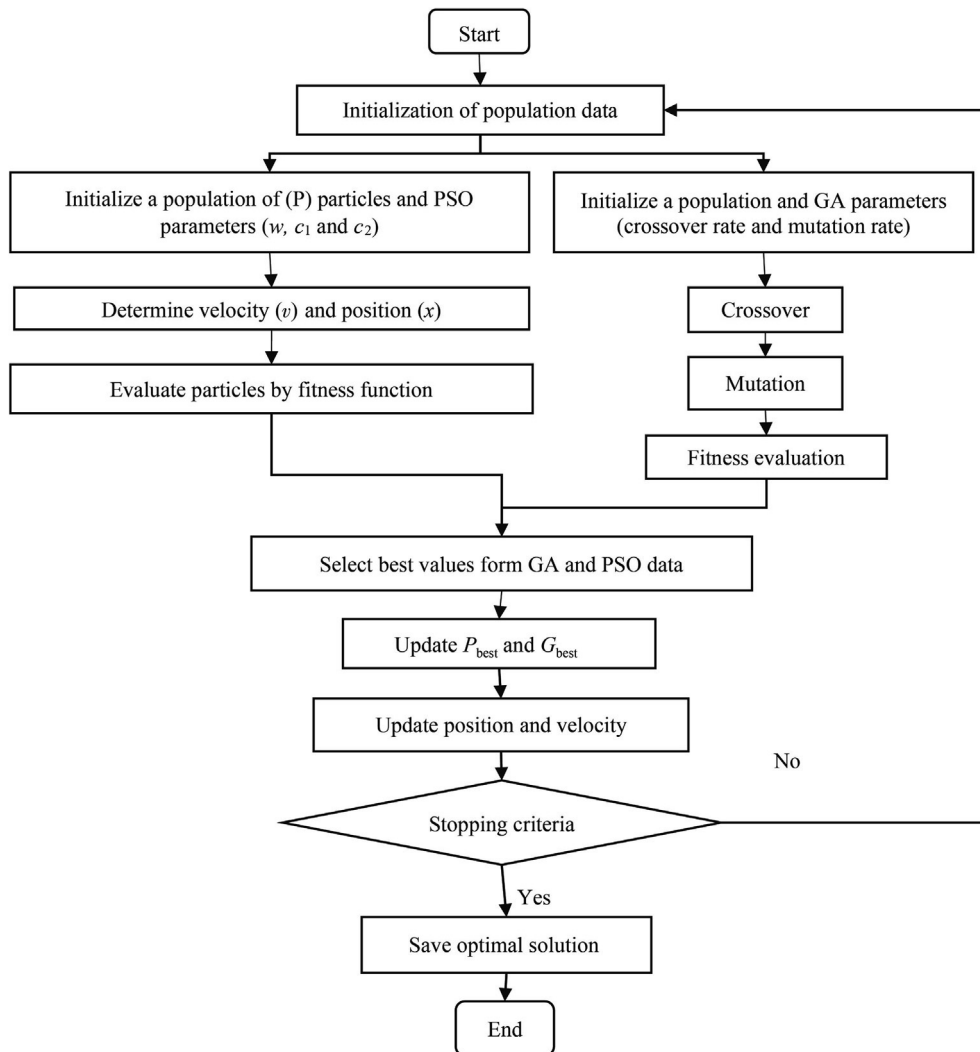 Start
Initialization of population data
Initialize a population of (P) particles and PSO
parameters (w, c₁ and c₂)
Initialize a population and GA parameters
(crossover rate and mutation rate)
Determine velocity (v) and position (x)
Crossover
Evaluate particles by fitness function
Mutation
Fitness evaluation
Select best values form GA and PSO data
Update P_best and G_best
Update position and velocity
No
Stopping criteria
Yes
Save optimal solution
End